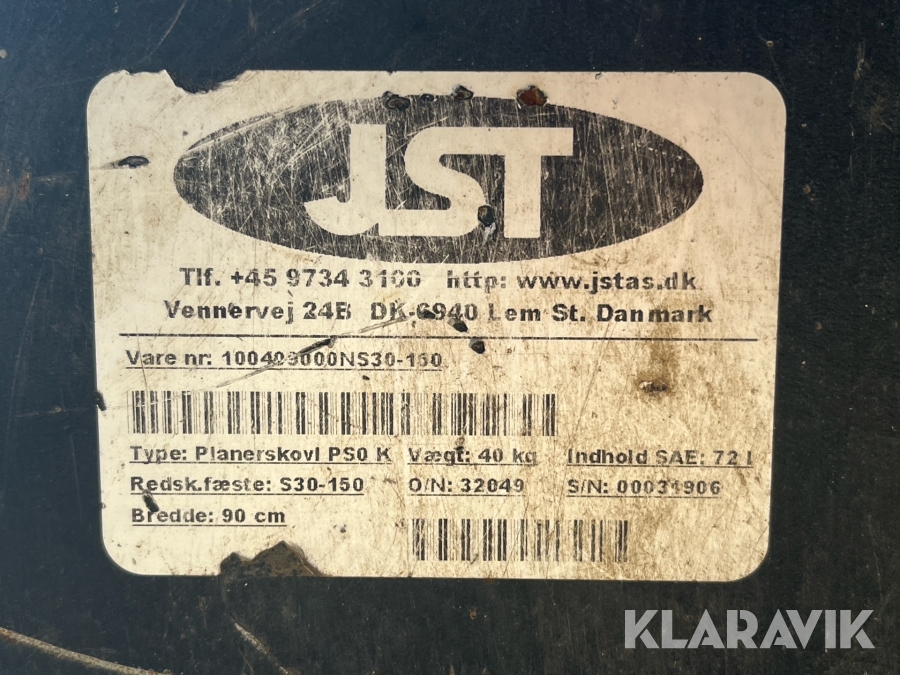 JST
Tlf. +45 9734 3100 http: www.jstas.dk
Vennervej 24B DK-6940 Lem St. Danmark
Vare nr: 100409000NS30-150
Type: Planerskovl PS0 K Vægt: 40 kg Indhold SAE: 72 l
Redsk.fæste: S30-150 O/N: 32049 S/N: 00031906
Bredde: 90 cm
KLARAVIK